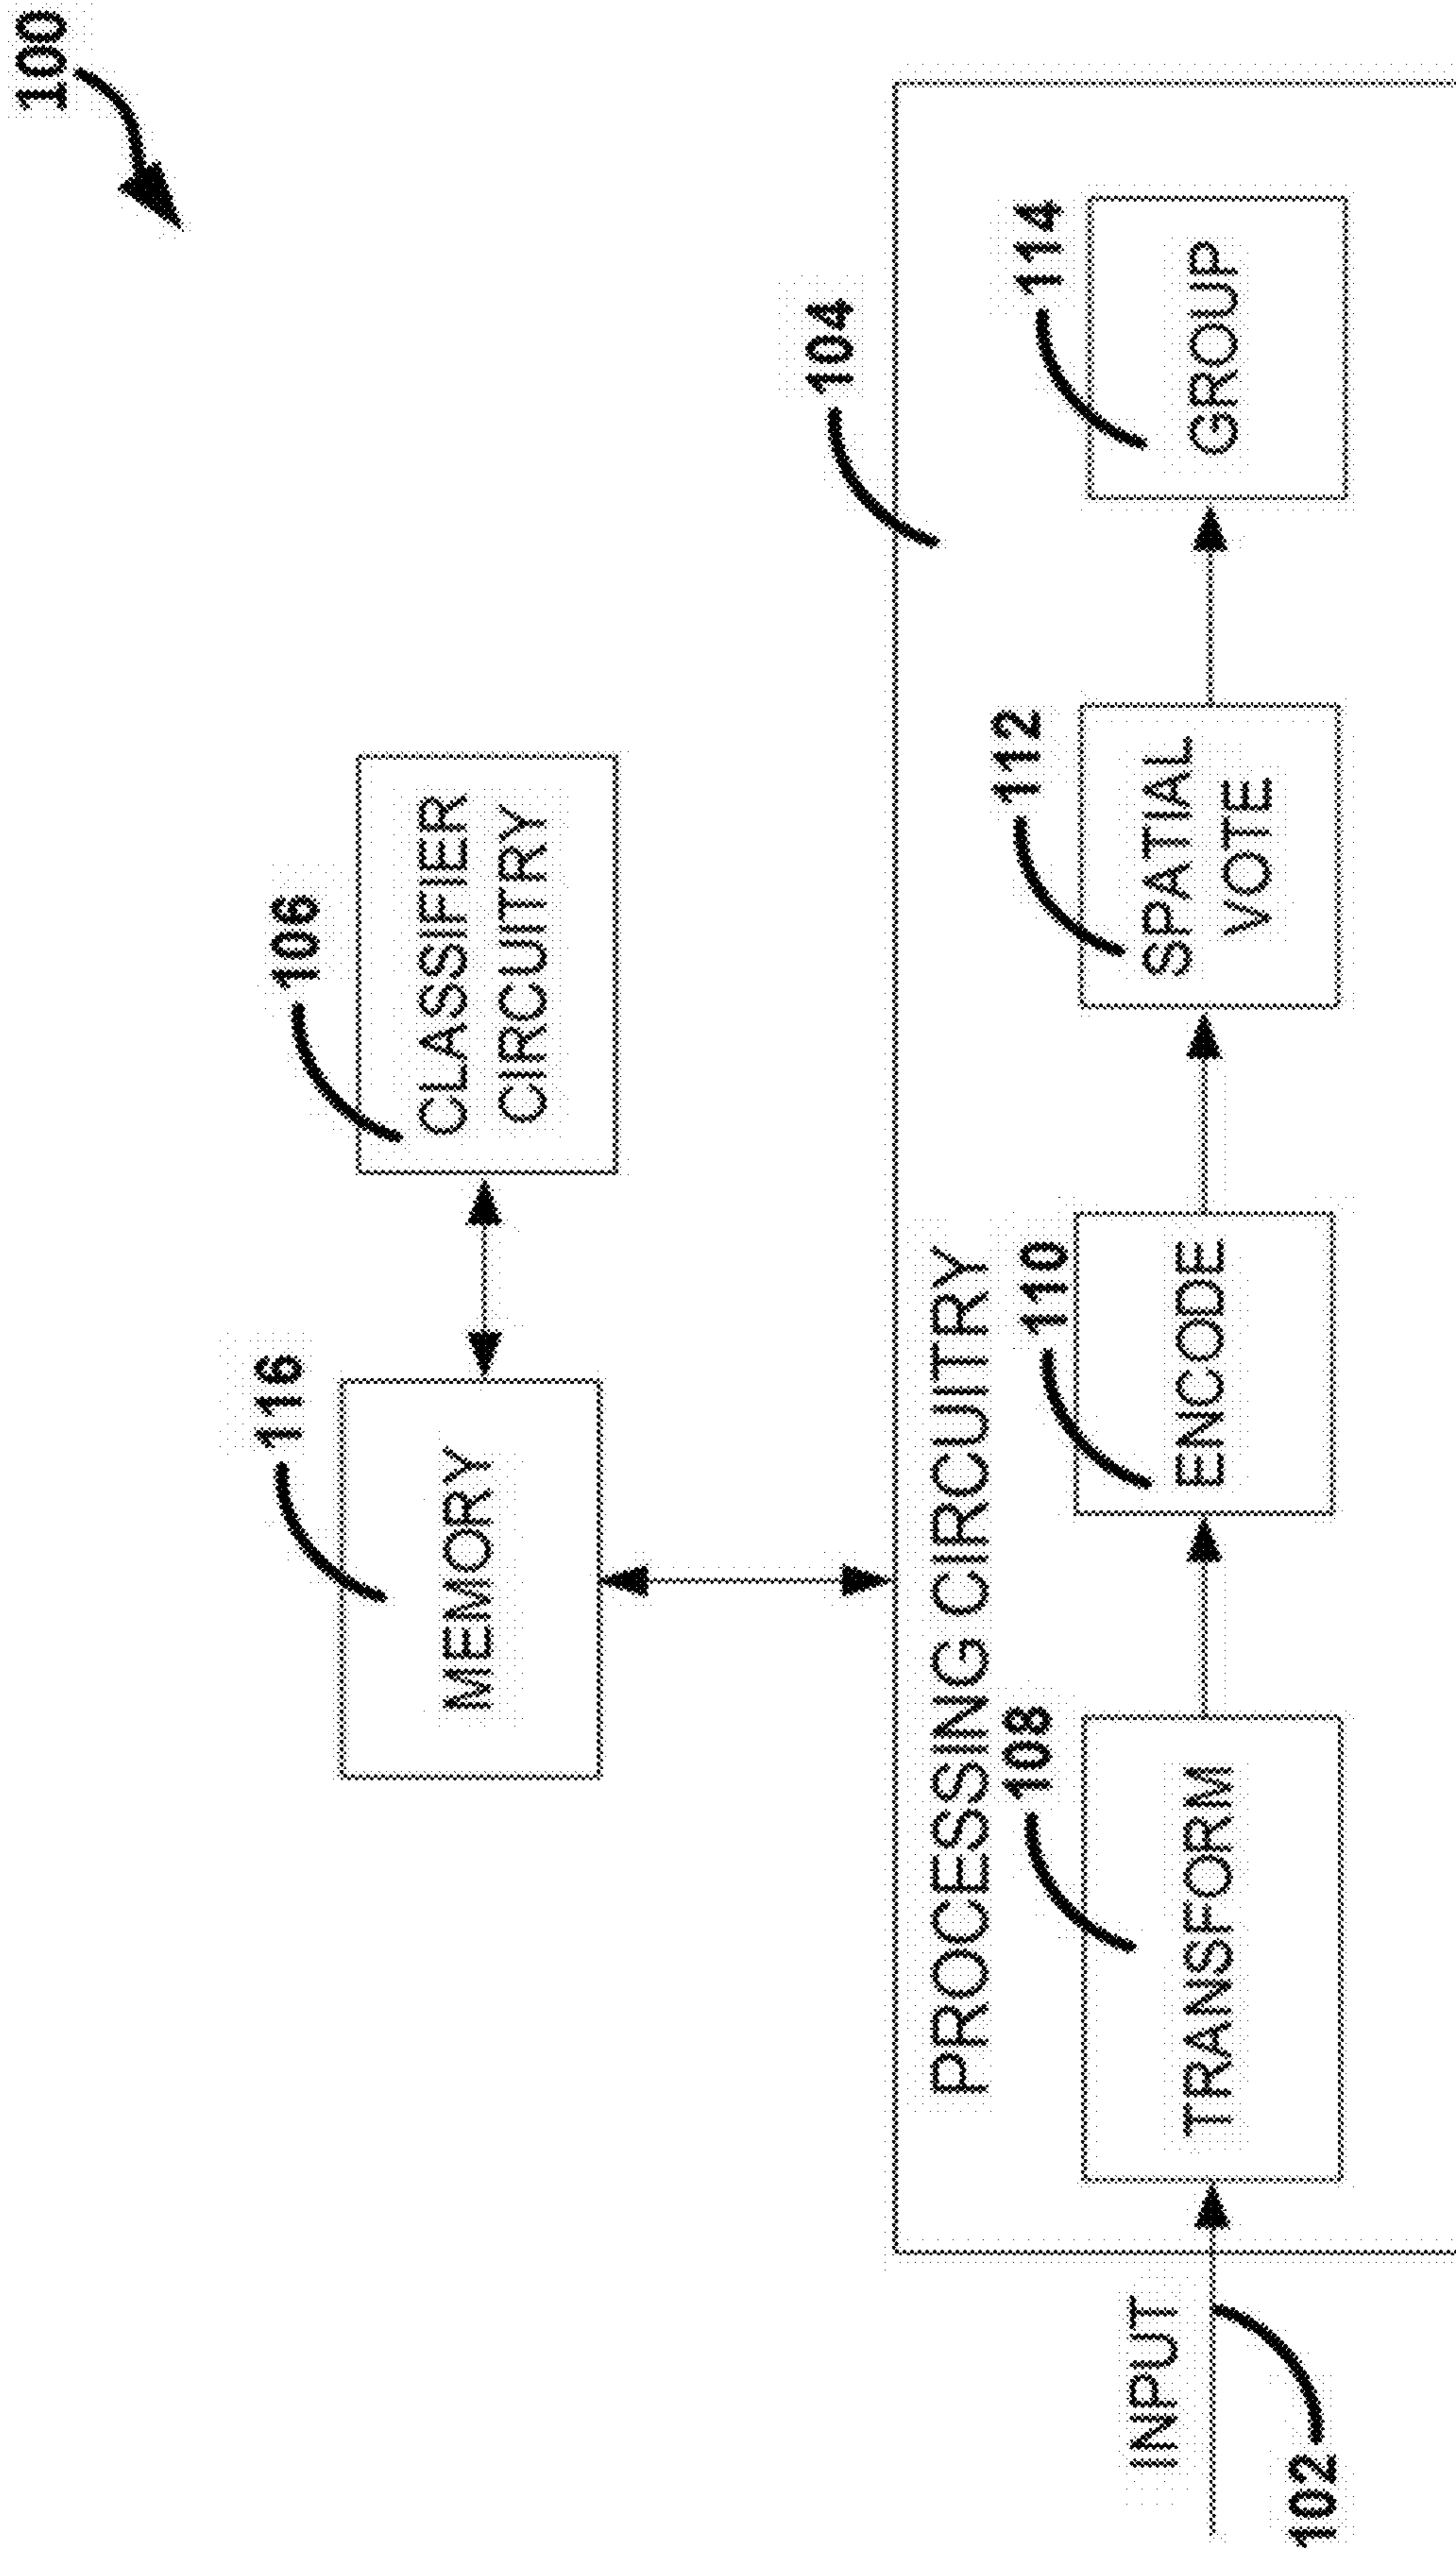 100
116
106
MEMORY
CLASSIFIER
CIRCUITRY
104
PROCESSING CIRCUITRY
108
110
112
114
INPUT
TRANSFORM
ENCODE
SPATIAL
VOTE
GROUP
102